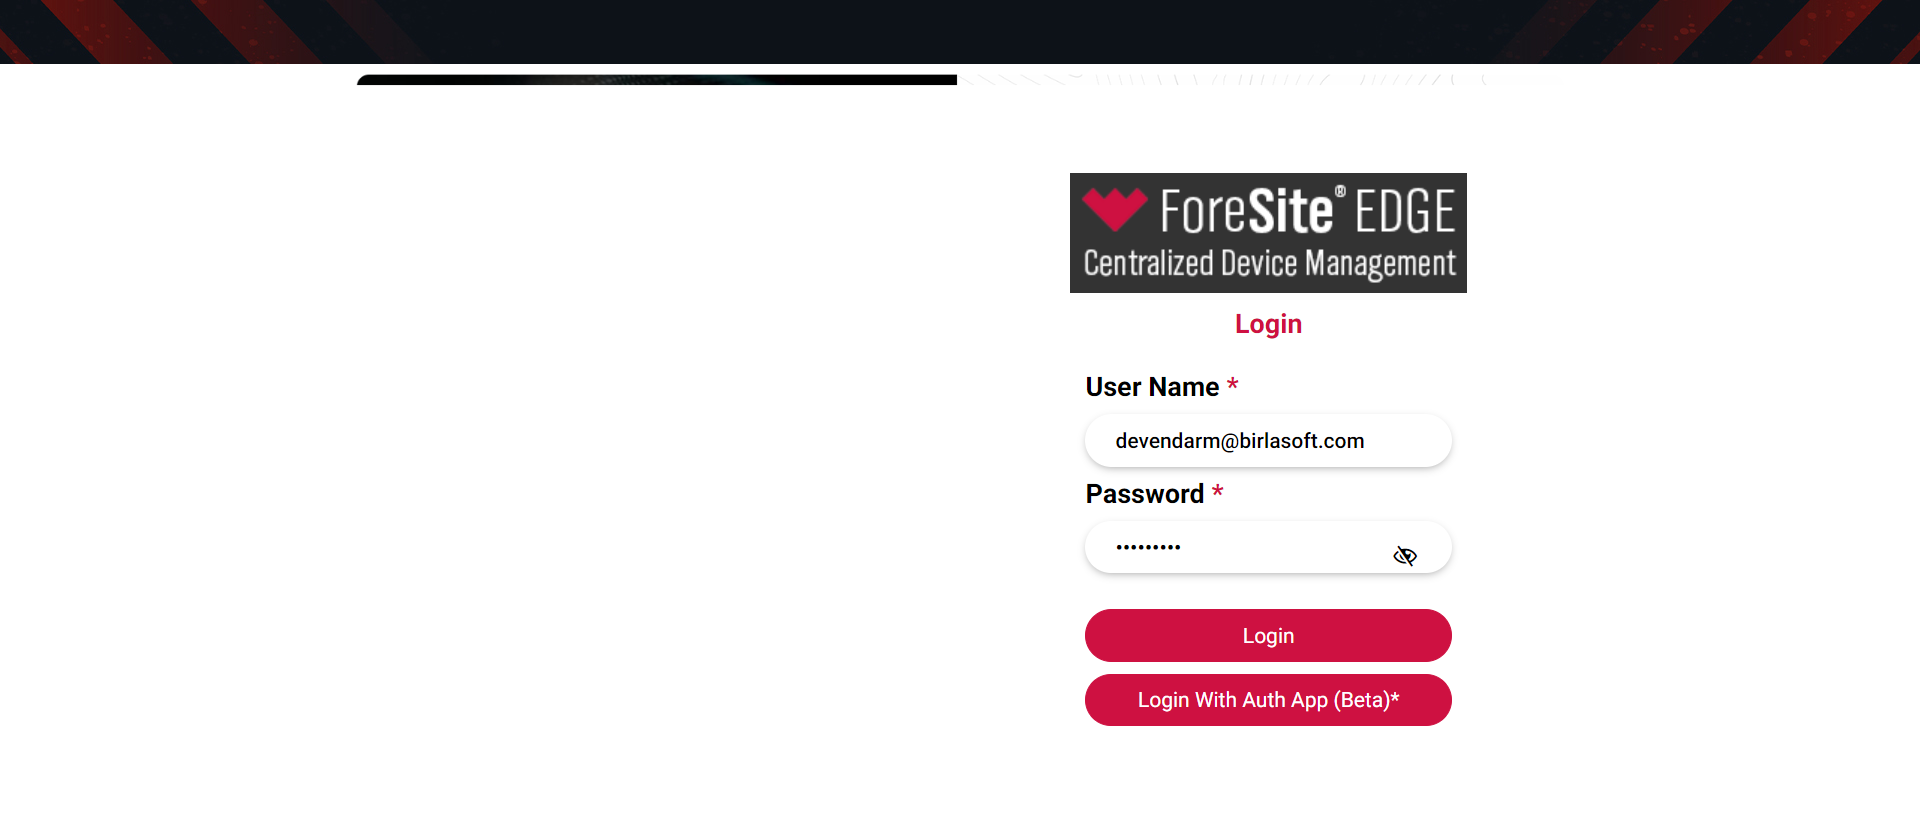 ForeSite® EDGE
Centralized Device Management
Login
User Name *
devendarm@birlasoft.com
Password *
•••••••••
Login
Login With Auth App (Beta)*